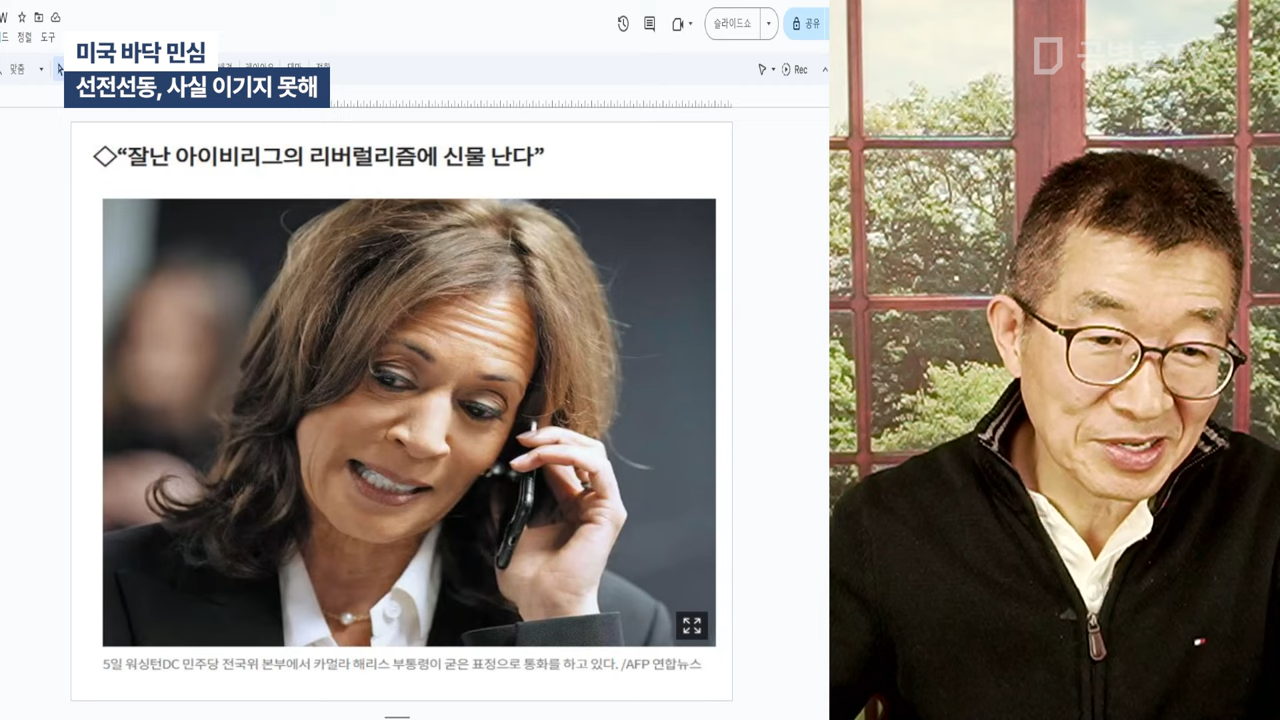 정렬 도구
미국 바닥 민심
선전선동, 사실 이기지 못해
맞춤
슬라이드쇼
공유
Rec
◇“잘난 아이비리그의 리버럴리즘에 신물 난다”
5일 워싱턴DC 민주당 전국위 본부에서 카멀라 해리스 부통령이 굳은 표정으로 통화를 하고 있다. /AFP 연합뉴스